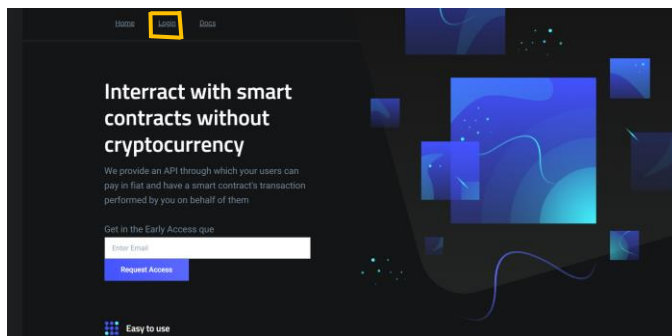 Home Login Docs
Interract with smart
contracts without
cryptocurrency
We provide an API through which your users can
pay in fiat and have a smart contract's transaction
performed by you on behalf of them
Get in the Early Access que
Enter Email
Request Access
Easy to use